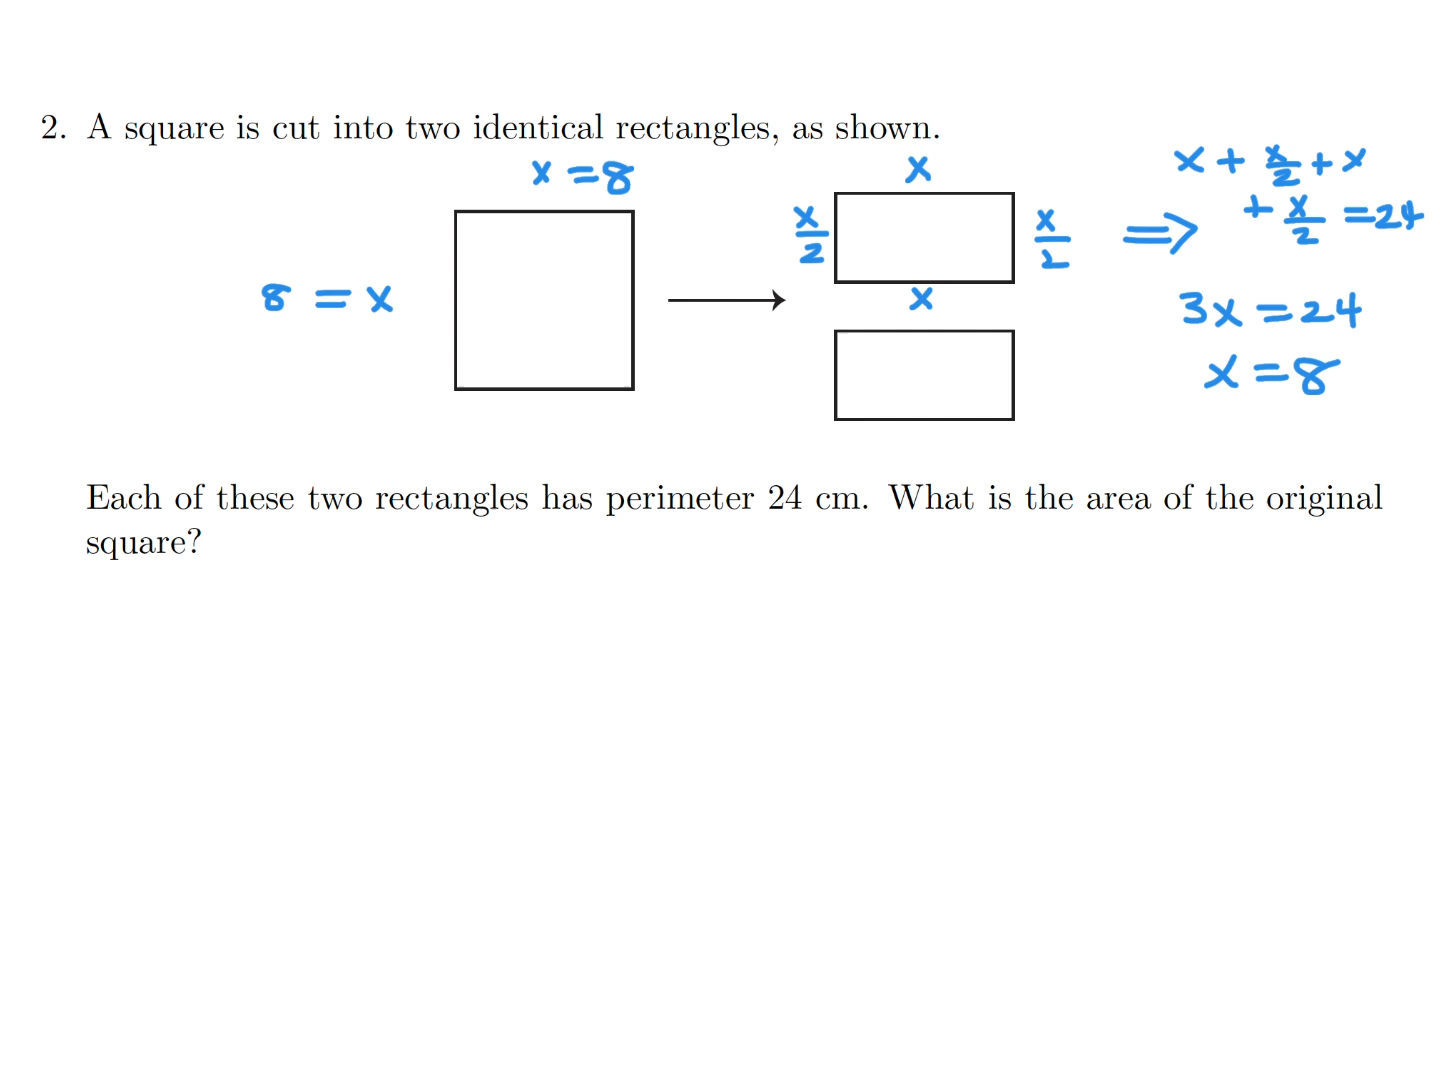 2. A square is cut into two identical rectangles, as shown.
x = 8
8 = x
x
x/2
x/2
x
⇒
x + x/2 + x
+ x/2 = 24
3x = 24
x = 8
Each of these two rectangles has perimeter 24 cm. What is the area of the original
square?